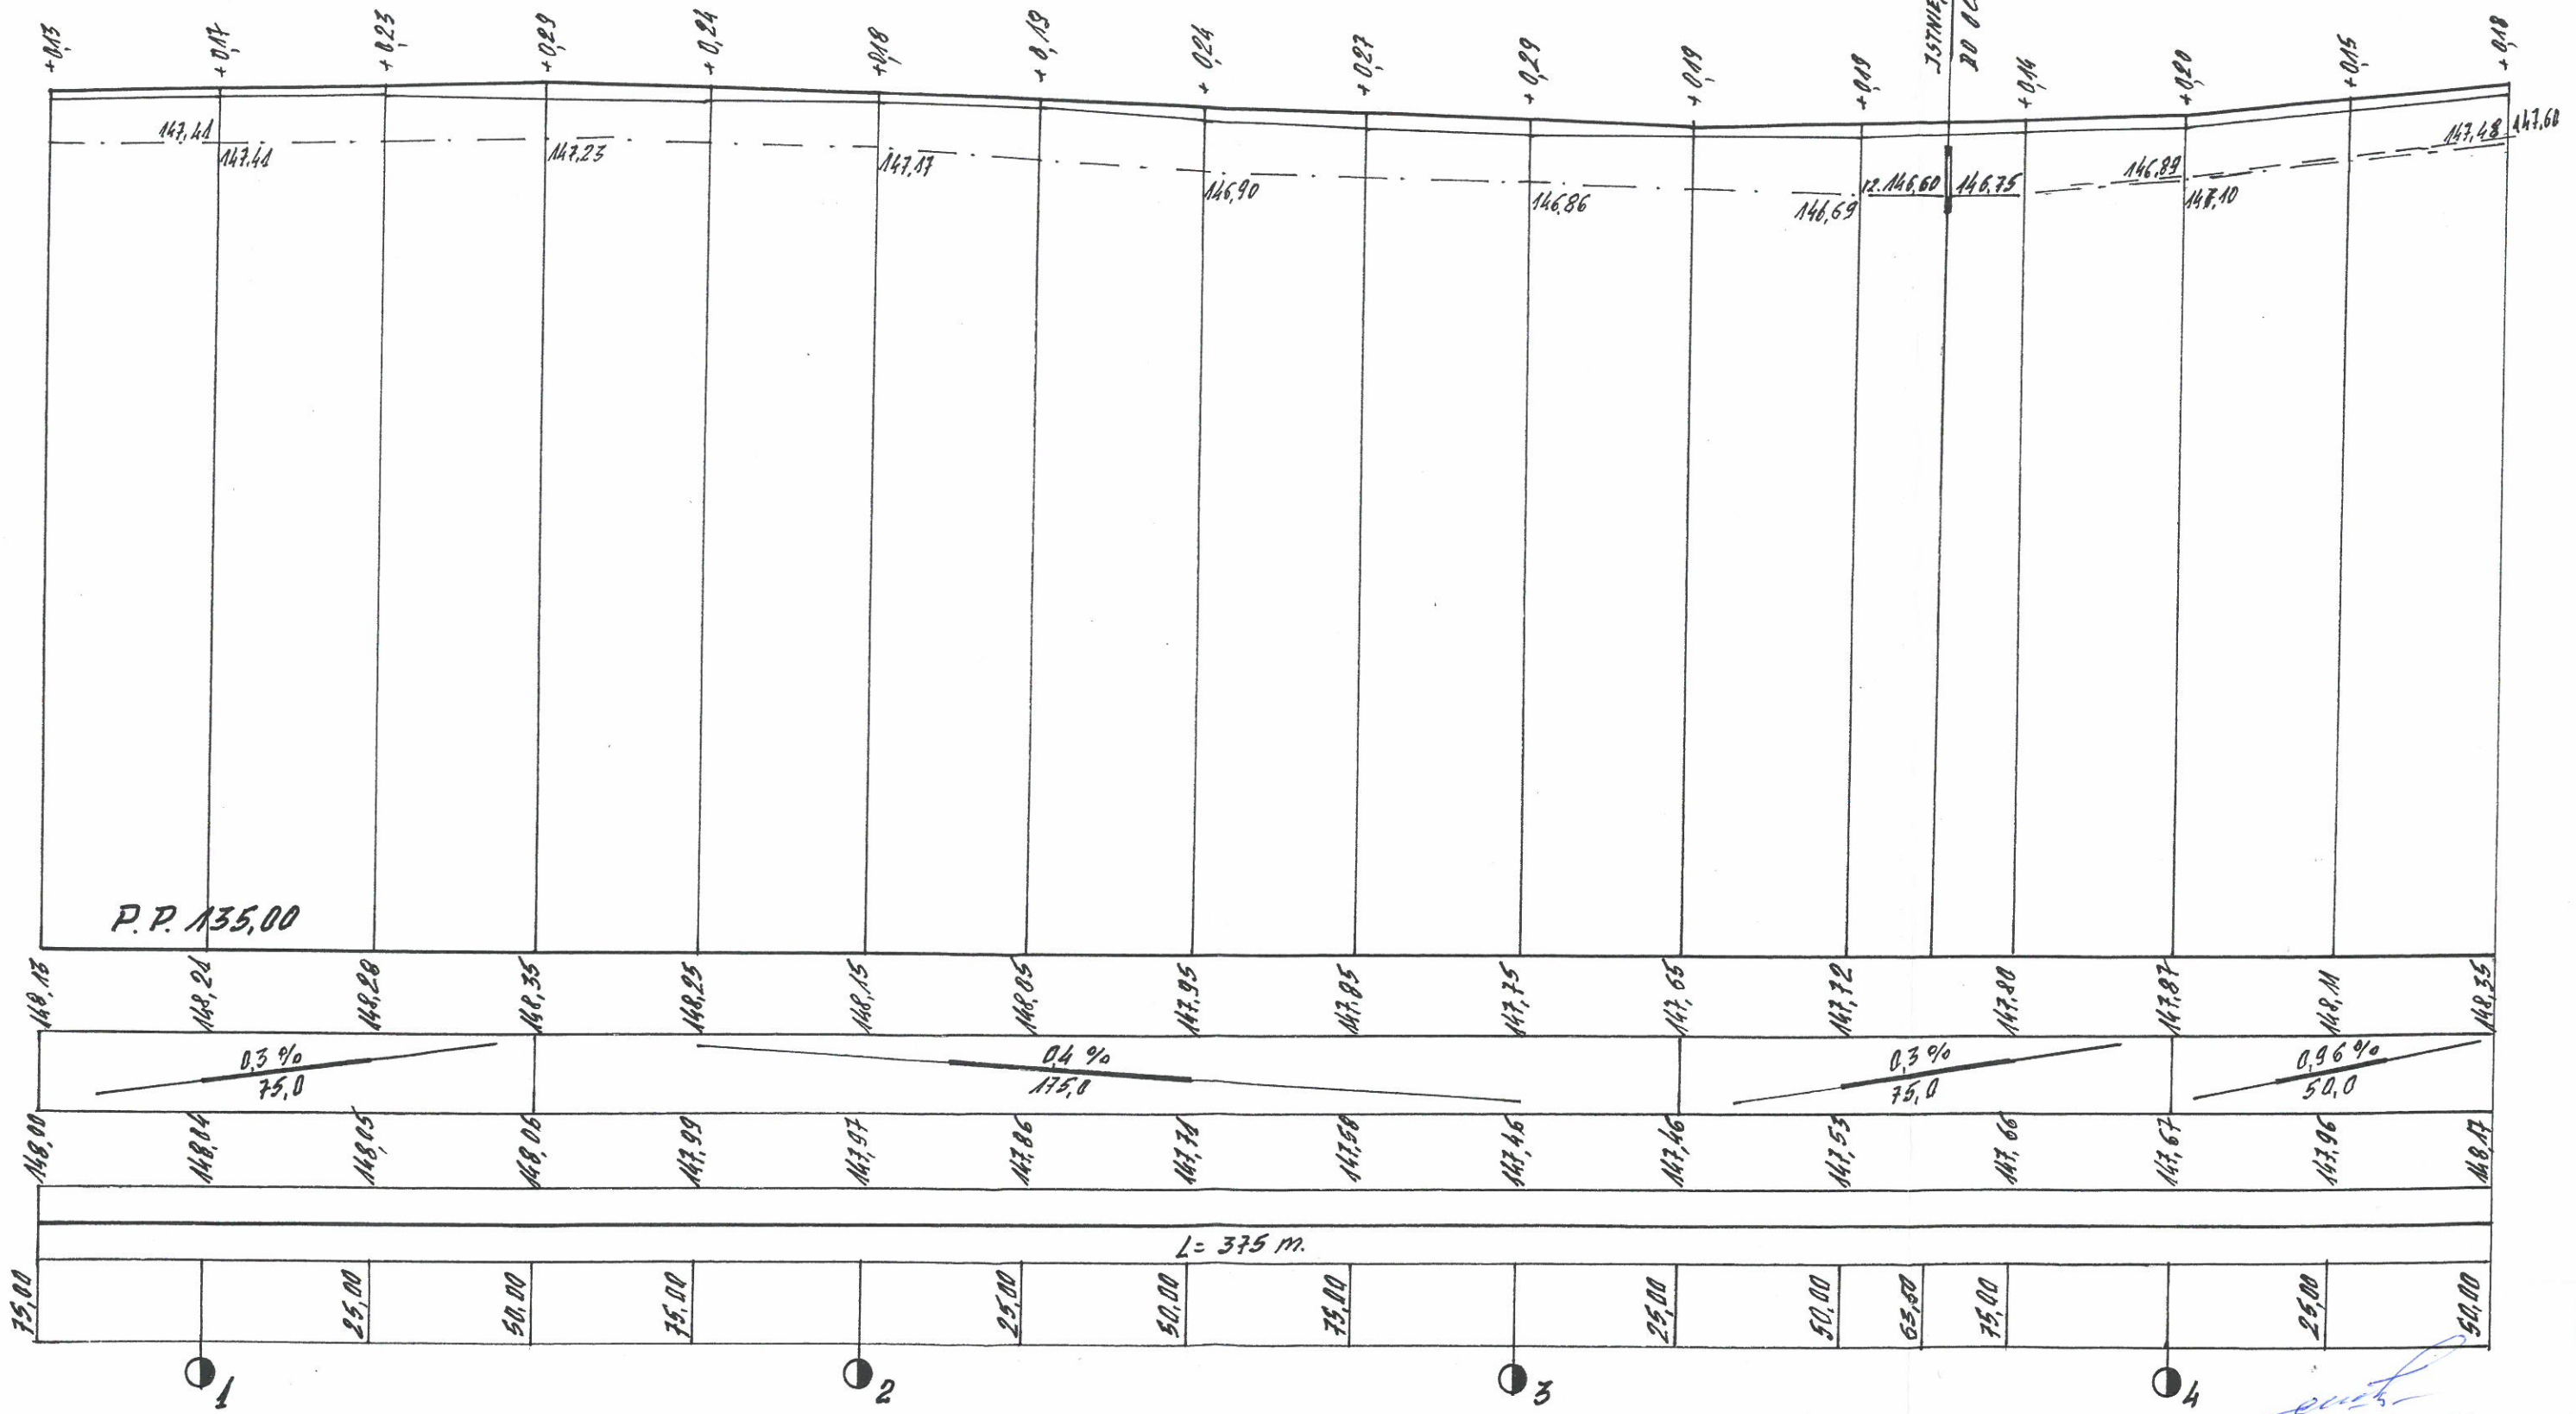 +0,13 +0,17 +0,23 +0,29 +0,24 +0,18 +0,19 +0,24 +0,27 +0,29 +0,19 +0,19 +0,14 +0,20 +0,15 +0,18
147,41 147,48 147,60
147,41 147,23 147,17 146,90 146,86 146,69 rz.146,60 146,75 146,89 147,10
P.P. 135,00
148,13 148,21 148,28 148,35 148,25 148,15 148,05 147,95 147,85 147,75 147,65 147,72 147,80 147,87 148,11 148,35
0,3 % 0,4 % 0,3 % 0,96 %
75,0 175,0 75,0 50,0
148,00 148,04 148,05 148,06 147,99 147,97 147,86 147,71 147,58 147,46 147,46 147,53 147,66 147,67 147,96 148,17
L= 375 m.
75,00 25,00 50,00 75,00 25,00 50,00 75,00 25,00 50,00 63,50 75,00 25,00 50,00
1 2 3 4